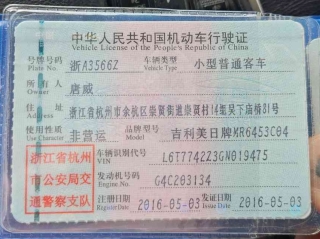 中华人民共和国机动车行驶证
Vehicle License of the People's Republic of China
号牌号码 浙A3566Z 车辆类型 小型普通客车
Plate No. Vehicle Type
所有人 唐威
Owner
住址 浙江省杭州市余杭区崇贤街道崇贤村14组吴下庙桥31号
Address
使用性质 非营运 品牌型号 吉利美日牌MR6453C04
Use Character Model
浙江省杭州
市公安局交
通警察支队
车辆识别代号 L6T7742Z3GN019475
VIN
发动机号码 G4C203134
Engine No.
注册日期 2016-05-03 发证日期 2016-05-03
Register Date Issue Date